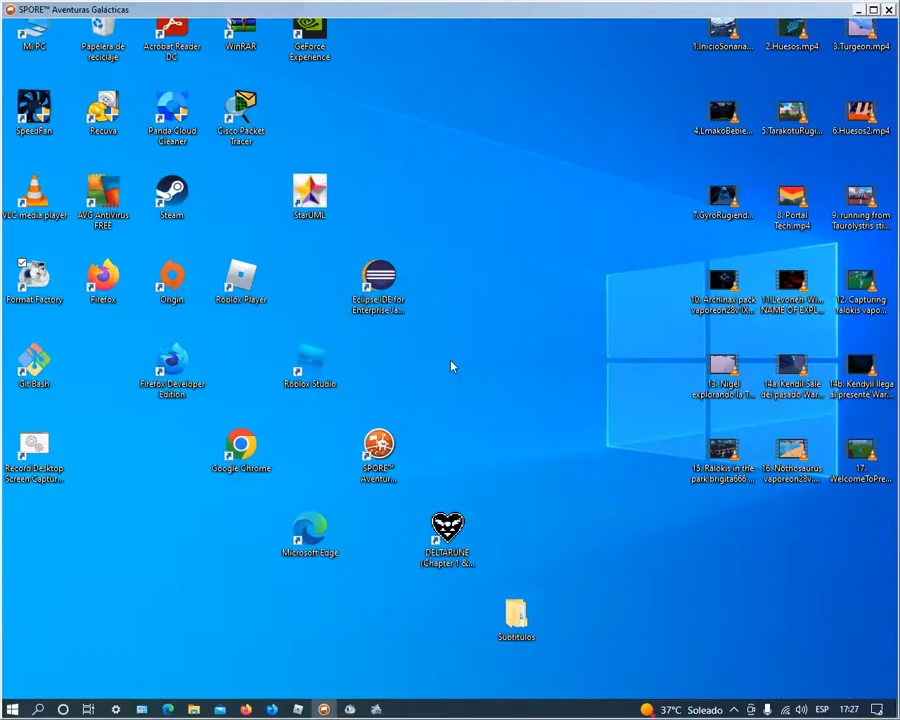 SPORE™ Aventuras Galácticas
Mi PC
Papelera de
reciclaje
Acrobat Reader
DC
WinRAR
GeForce
Experience
1.InicioSonaria...
2.Huesos.mp4
3.Turgeon.mp4
SpeedFan
Recuva
Panda Cloud
Cleaner
Cisco Packet
Tracer
4.LmakoBebie...
5.TarakotuRugi...
6.Huesos2.mp4
VLC media player
AVG AntiVirus
FREE
Steam
StarUML
7.GyroRugiend...
8. Portal
Tech.mp4
9. running from
Taurolystris sti...
Format Factory
Firefox
Origin
Roblox Player
Eclipse IDE for
Enterprise Ja...
10. Archinax pack
vaporeon28v IX...
11.Levoneh-Wi...
NAME OF EXPL...
12. Capturing
ralokis vapo...
Git Bash
Firefox Developer
Edition
Roblox Studio
13. Nigel
explorando la T...
14a. Kendil Sale
del pasado War...
14b. Kendyll llega
al presente War...
Record Desktop
Screen Captur...
Google Chrome
SPORE™
Aventur...
15. Ralokis in the
park brigita666 ...
16. Nothosaurus
vaporeon28v....
17.
WelcomeToPre...
Microsoft Edge
DELTARUNE
(Chapter 1 &...
Subtitulos
37°C Soleado
ESP
17:27